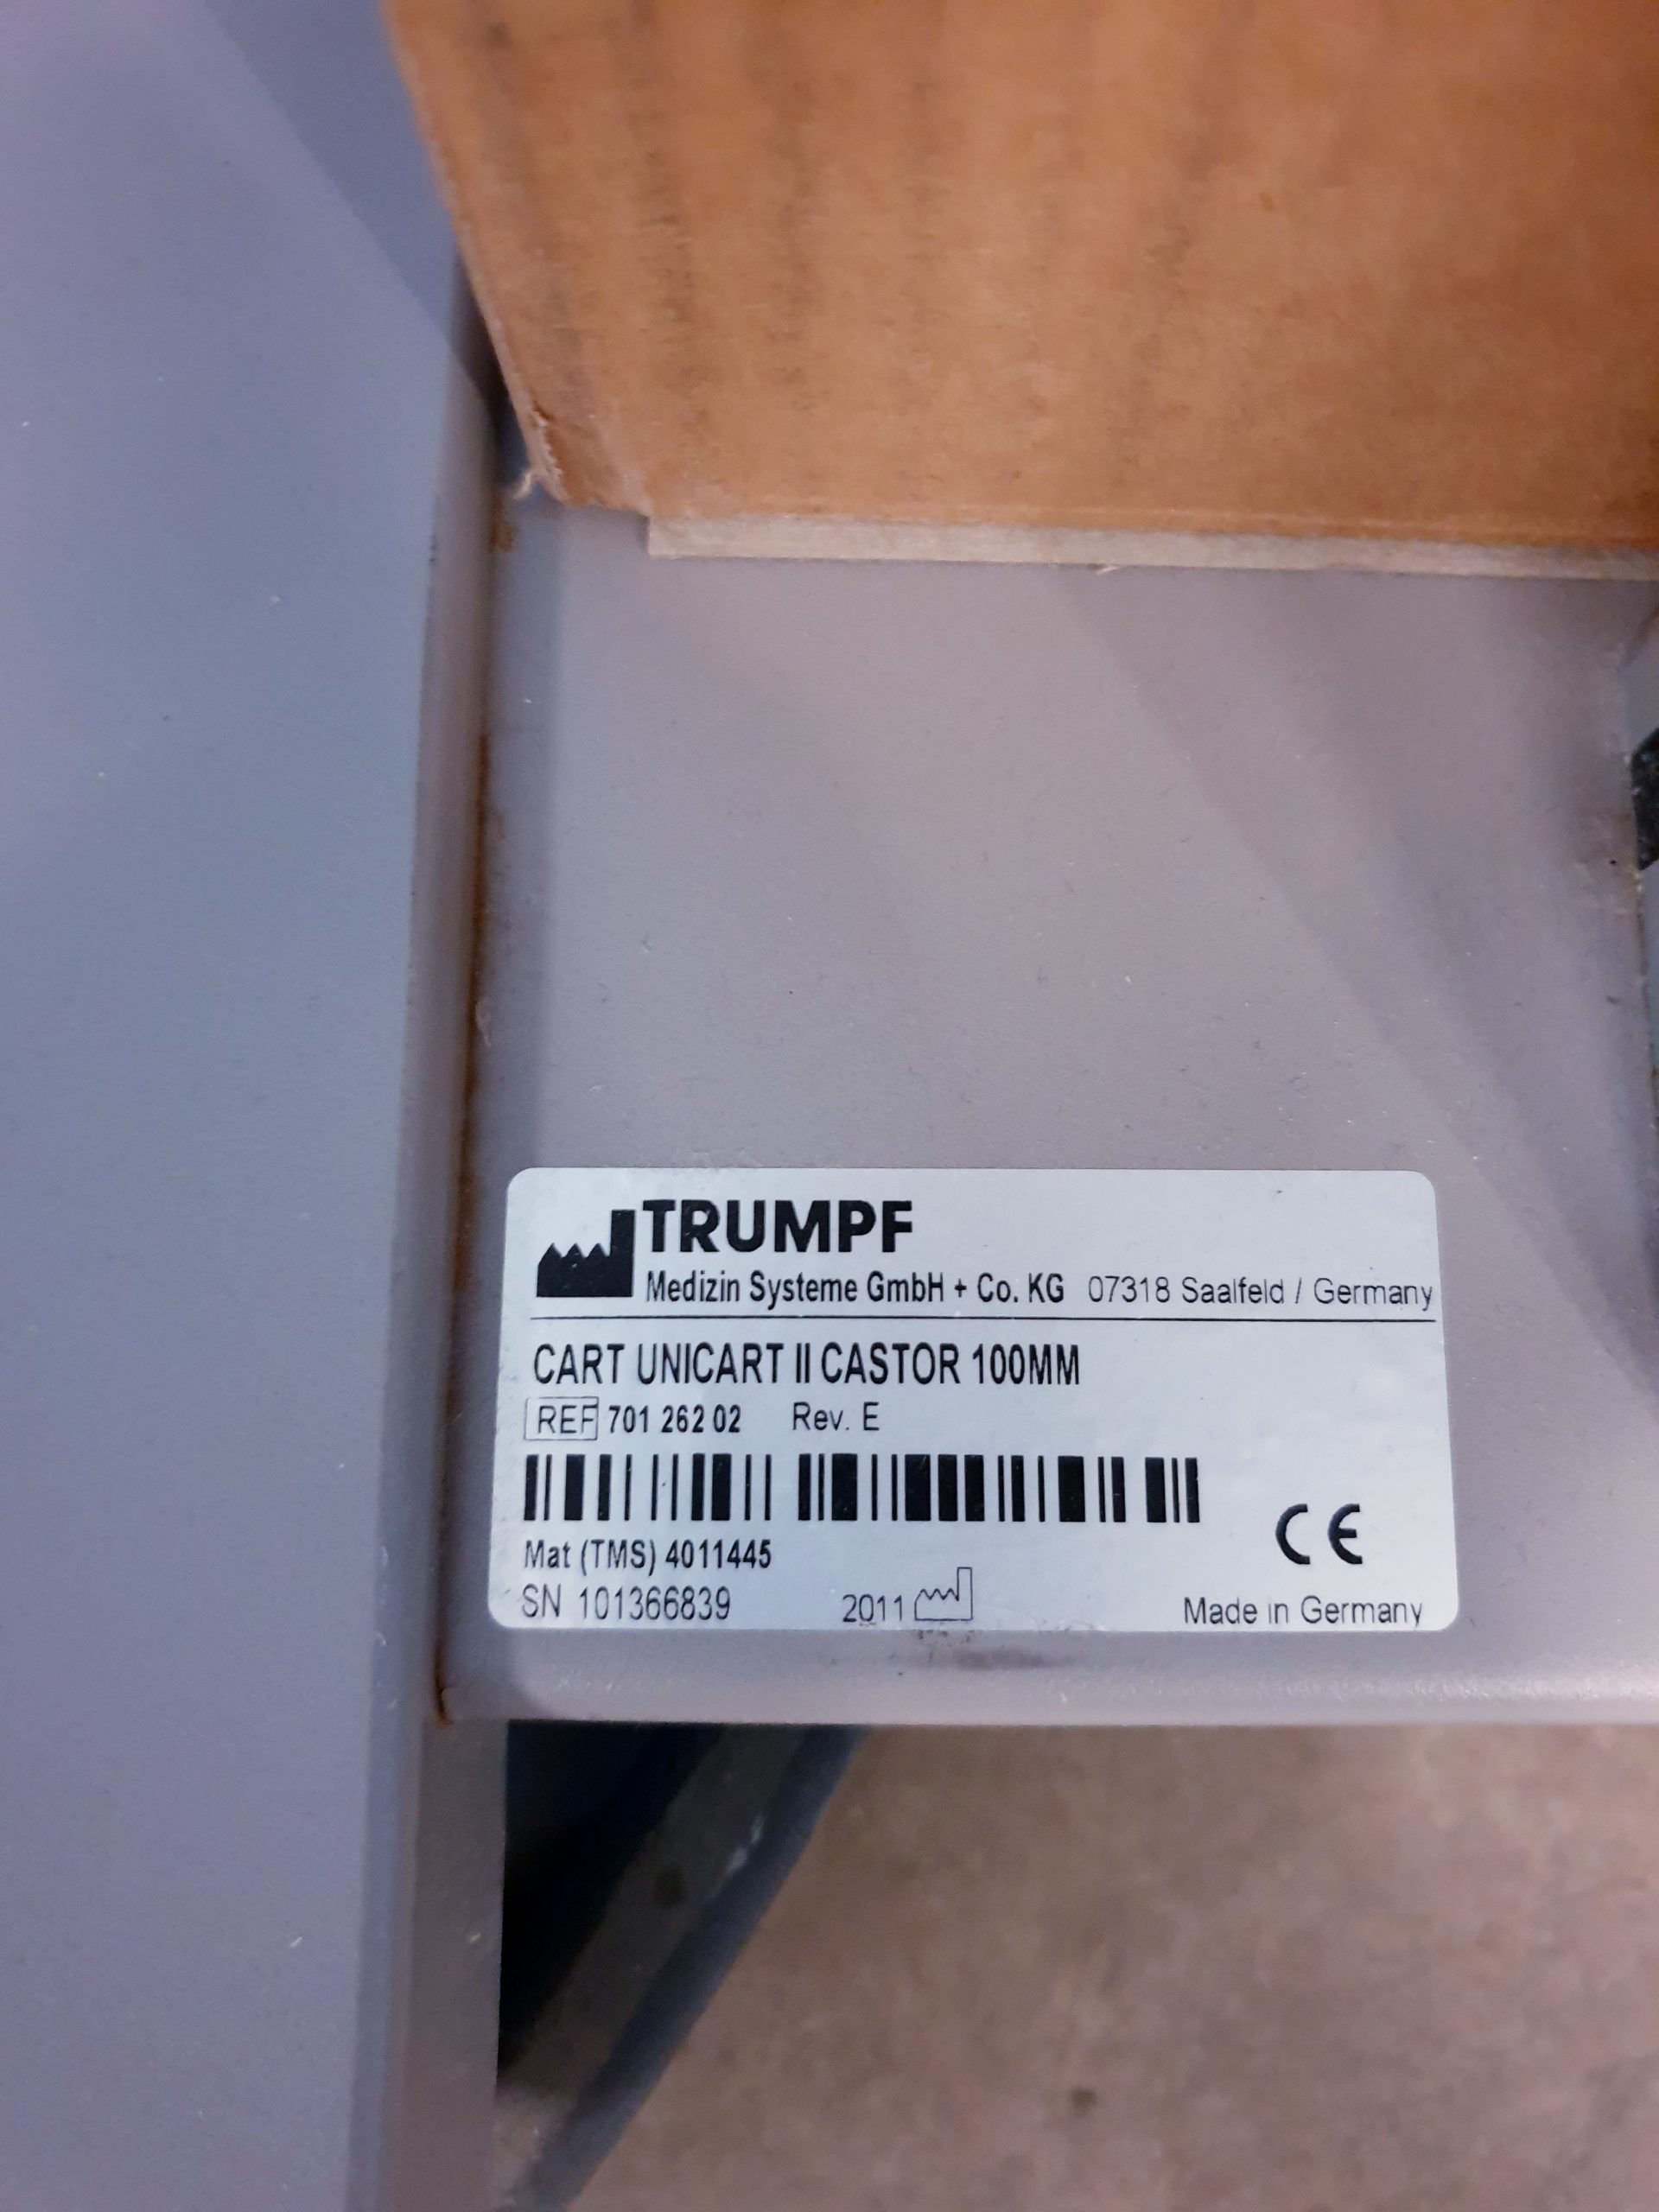 TRUMPF
Medizin Systeme GmbH + Co. KG 07318 Saalfeld / Germany
CART UNICART II CASTOR 100MM
REF 701 262 02 Rev. E
CE
Mat (TMS) 4011445
SN 101366839 2011 Made in Germany